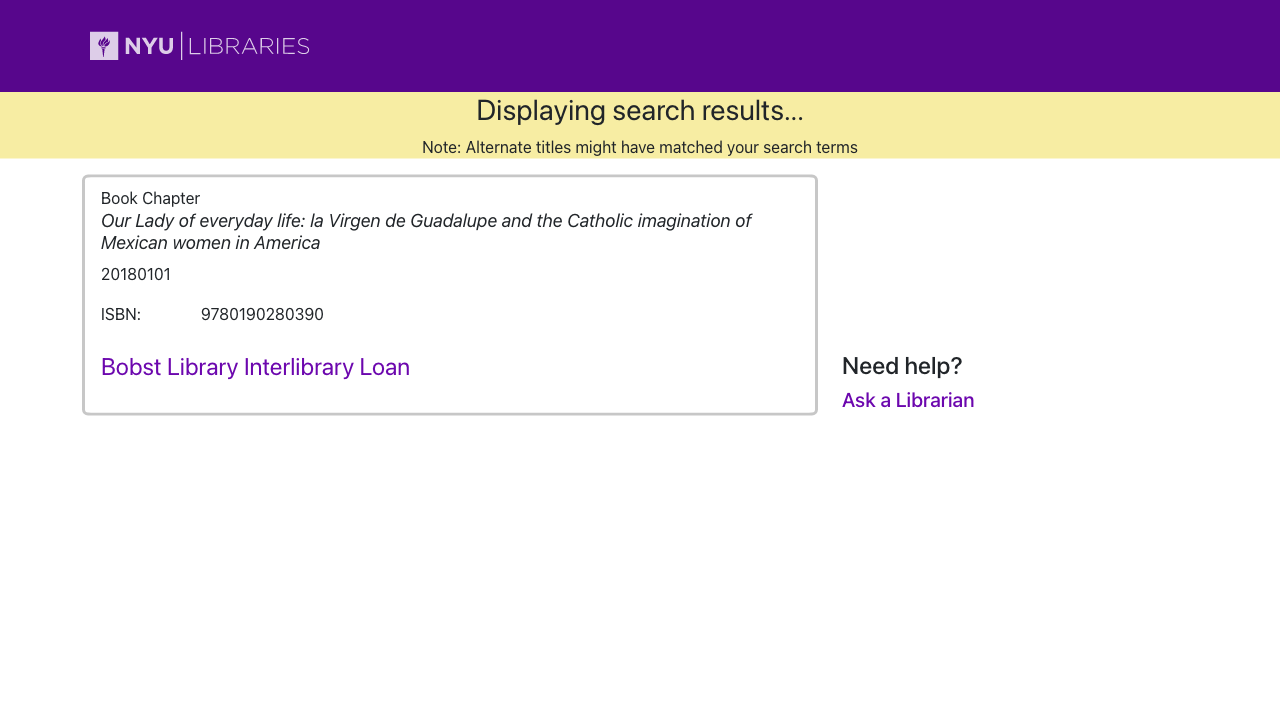 NYU LIBRARIES
Displaying search results...
Note: Alternate titles might have matched your search terms
Book Chapter
Our Lady of everyday life: la Virgen de Guadalupe and the Catholic imagination of
Mexican women in America
20180101
ISBN: 9780190280390
Bobst Library Interlibrary Loan
Need help?
Ask a Librarian